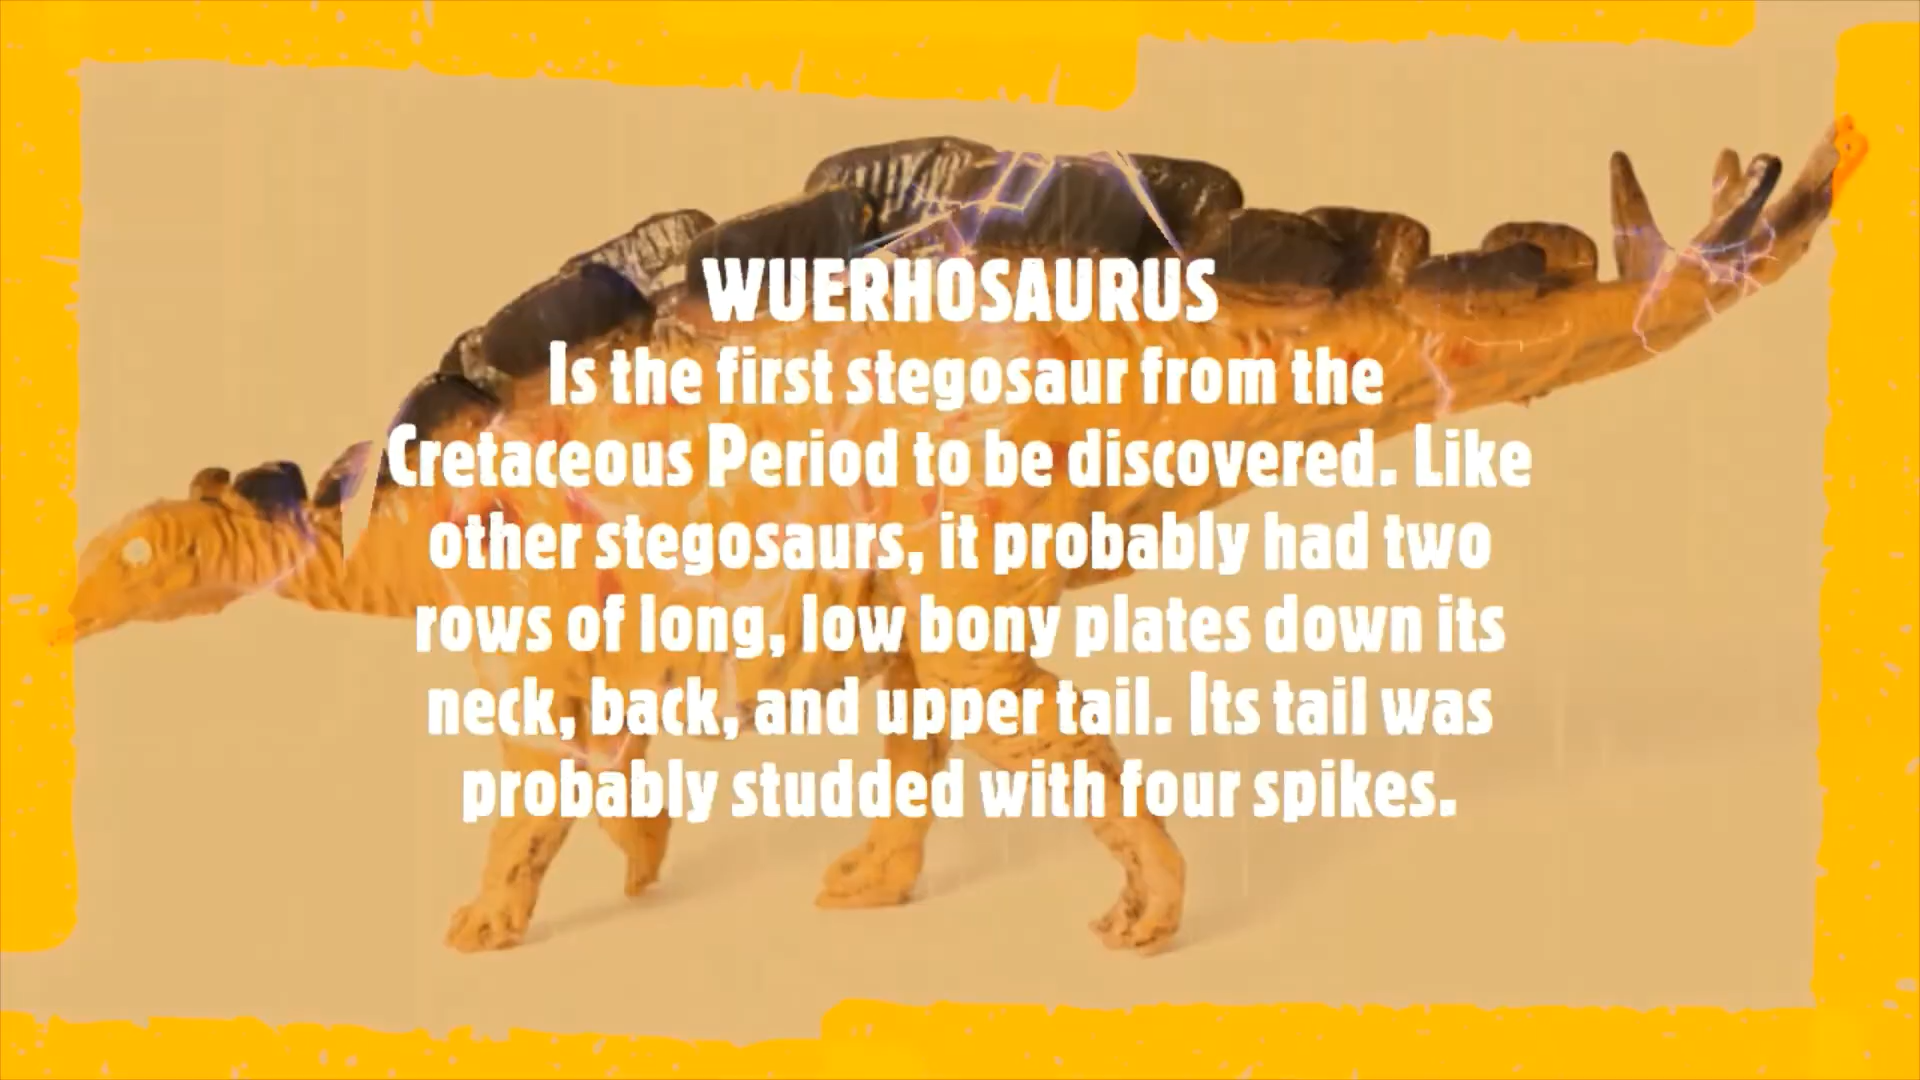 WUERHOSAURUS
Is the first stegosaur from the
Cretaceous Period to be discovered. Like
other stegosaurs, it probably had two
rows of long, low bony plates down its
neck, back, and upper tail. Its tail was
probably studded with four spikes.